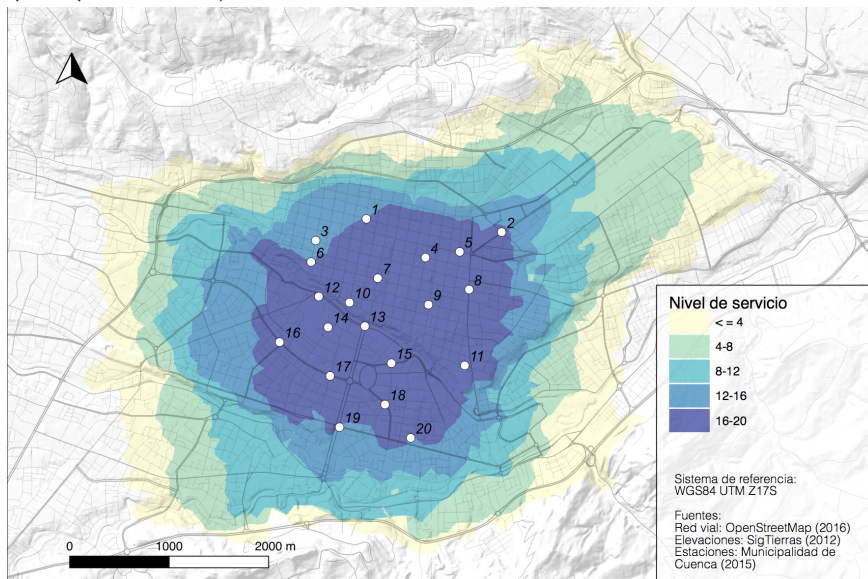 1
2
3
4
5
6
7
8
9
10
11
12
13
14
15
16
17
18
19
20
Nivel de servicio
< = 4
4-8
8-12
12-16
16-20
Sistema de referencia:
WGS84 UTM Z17S
Fuentes:
Red vial: OpenStreetMap (2016)
Elevaciones: SigTierras (2012)
Estaciones: Municipalidad de
Cuenca (2015)
0 1000 2000 m